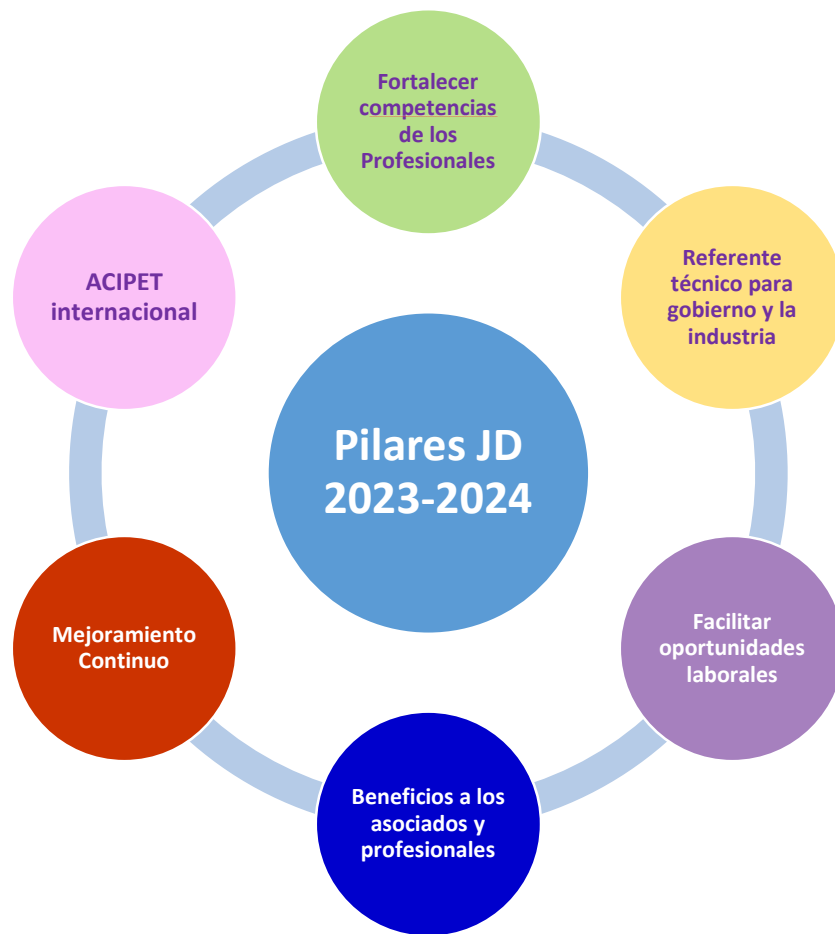 Fortalecer
competencias
de los
Profesionales
Referente
técnico para
gobierno y la
industria
Facilitar
oportunidades
laborales
Beneficios a los
asociados y
profesionales
Mejoramiento
Continuo
ACIPET
internacional
Pilares JD
2023-2024